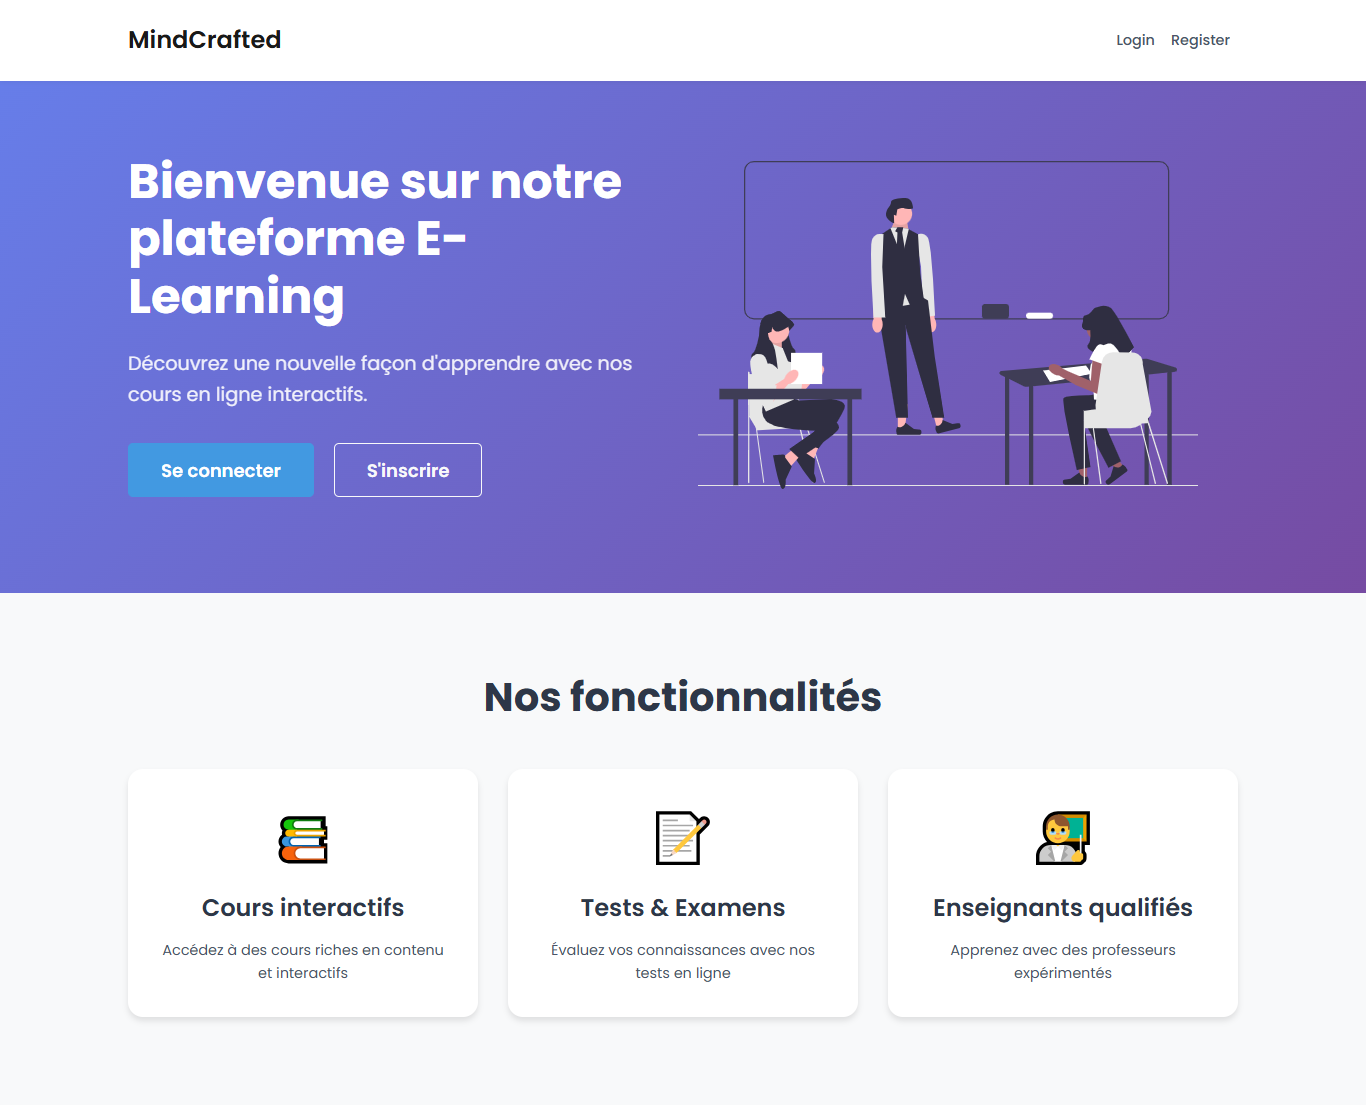 MindCrafted
Login Register
Bienvenue sur notre
plateforme E-
Learning
Découvrez une nouvelle façon d'apprendre avec nos
cours en ligne interactifs.
Se connecter S'inscrire
Nos fonctionnalités
Cours interactifs
Accédez à des cours riches en contenu
et interactifs
Tests & Examens
Évaluez vos connaissances avec nos
tests en ligne
Enseignants qualifiés
Apprenez avec des professeurs
expérimentés